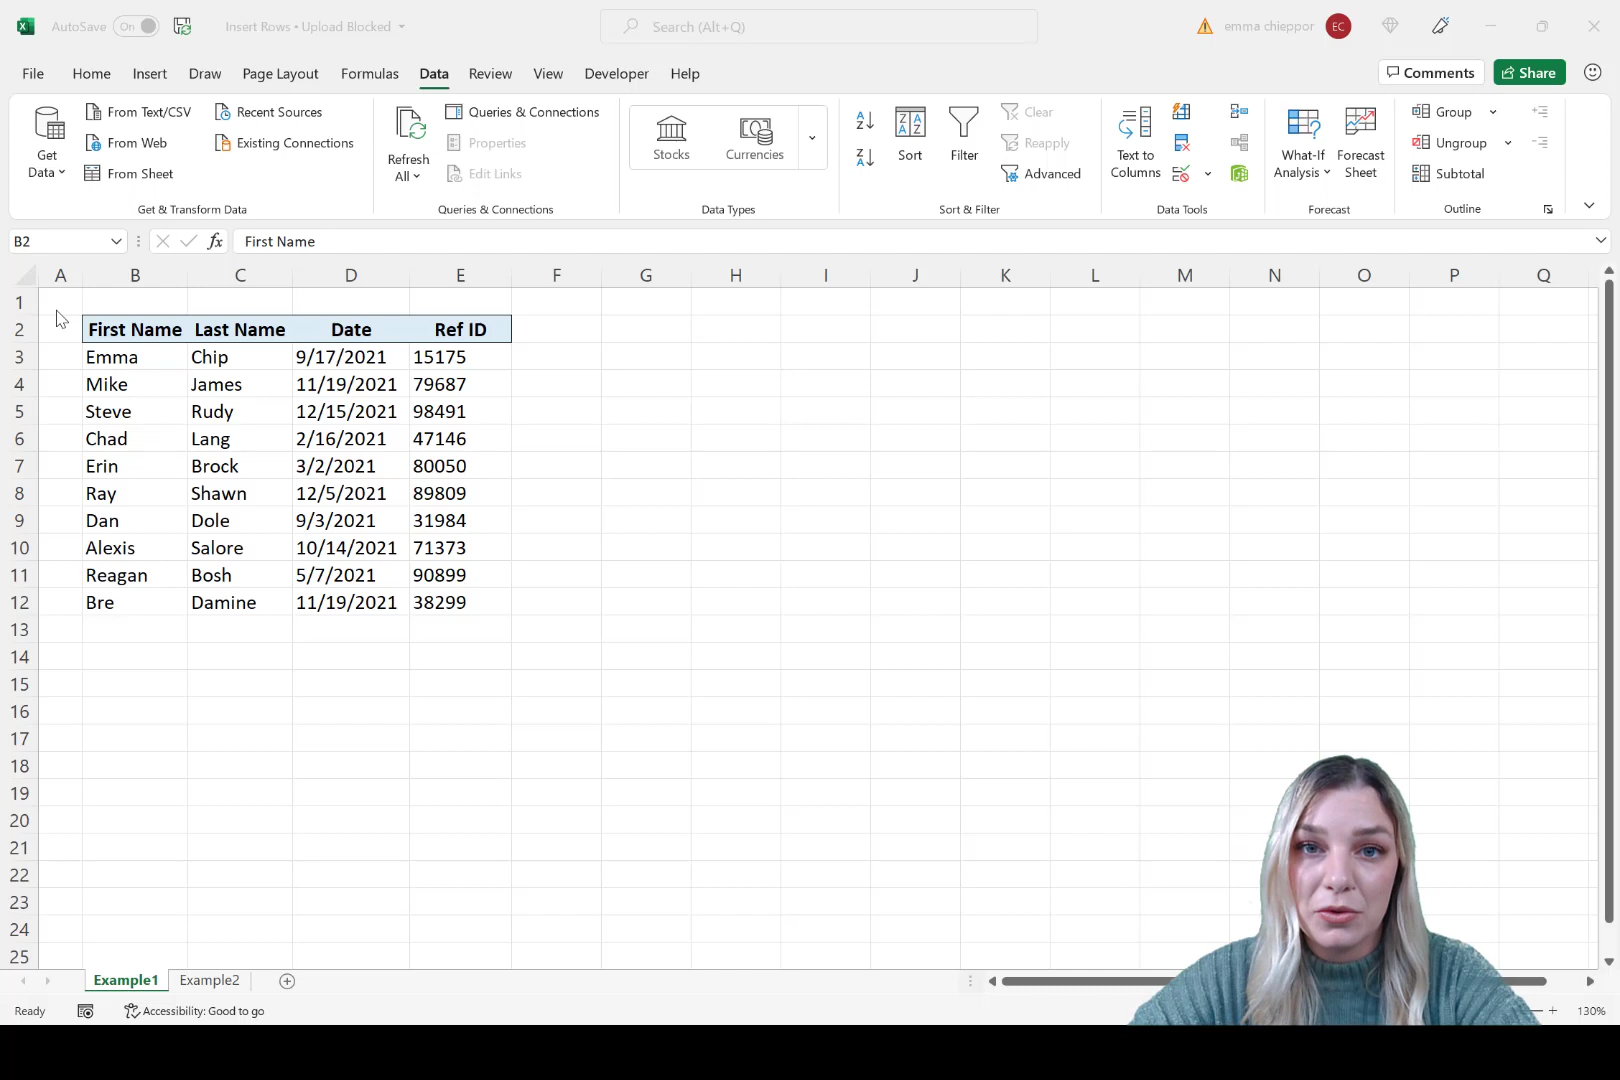 AutoSave On Insert Rows • Upload Blocked Search (Alt+Q) emma chieppor EC
File Home Insert Draw Page Layout Formulas Data Review View Developer Help Comments Share
Get Data
From Text/CSV
From Web
From Sheet
Recent Sources
Existing Connections
Get & Transform Data
Refresh All
Queries & Connections
Properties
Edit Links
Queries & Connections
Stocks Currencies
Data Types
Sort Filter
Clear
Reapply
Advanced
Sort & Filter
Text to Columns
Data Tools
What-If Analysis
Forecast Sheet
Forecast
Group
Ungroup
Subtotal
Outline
B2 fx First Name
A B C D E F G H I J K L M N O P Q
1
2 First Name Last Name Date Ref ID
3 Emma Chip 9/17/2021 15175
4 Mike James 11/19/2021 79687
5 Steve Rudy 12/15/2021 98491
6 Chad Lang 2/16/2021 47146
7 Erin Brock 3/2/2021 80050
8 Ray Shawn 12/5/2021 89809
9 Dan Dole 9/3/2021 31984
10 Alexis Salore 10/14/2021 71373
11 Reagan Bosh 5/7/2021 90899
12 Bre Damine 11/19/2021 38299
13
14
15
16
17
18
19
20
21
22
23
24
25
Example1 Example2
Ready Accessibility: Good to go 130%